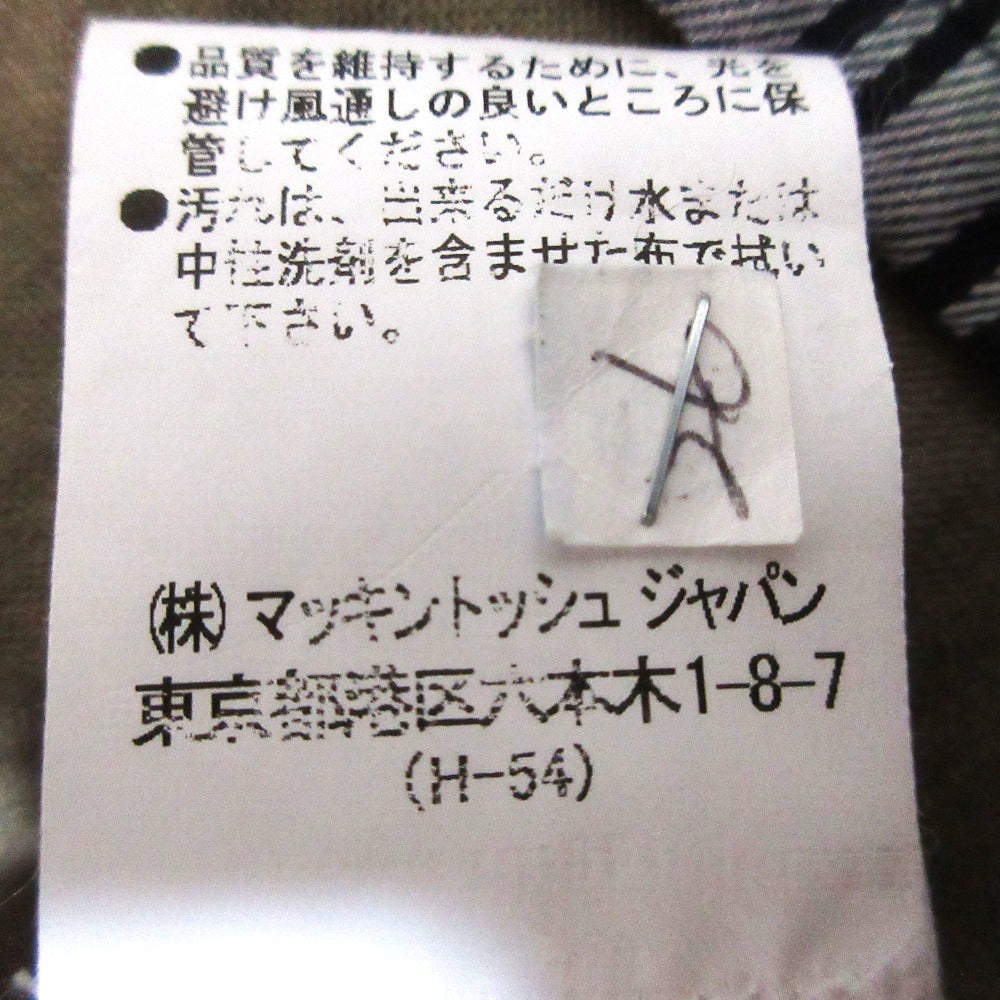 ●品質を維持するために、光を
避け風通しの良いところに保
管してください。
●汚れは、出来るだけ水または
中性洗剤を含ませた布で拭い
て下さい。
(株)マッキントッシュ ジャパン
東京都港区六本木1-8-7
(H-54)